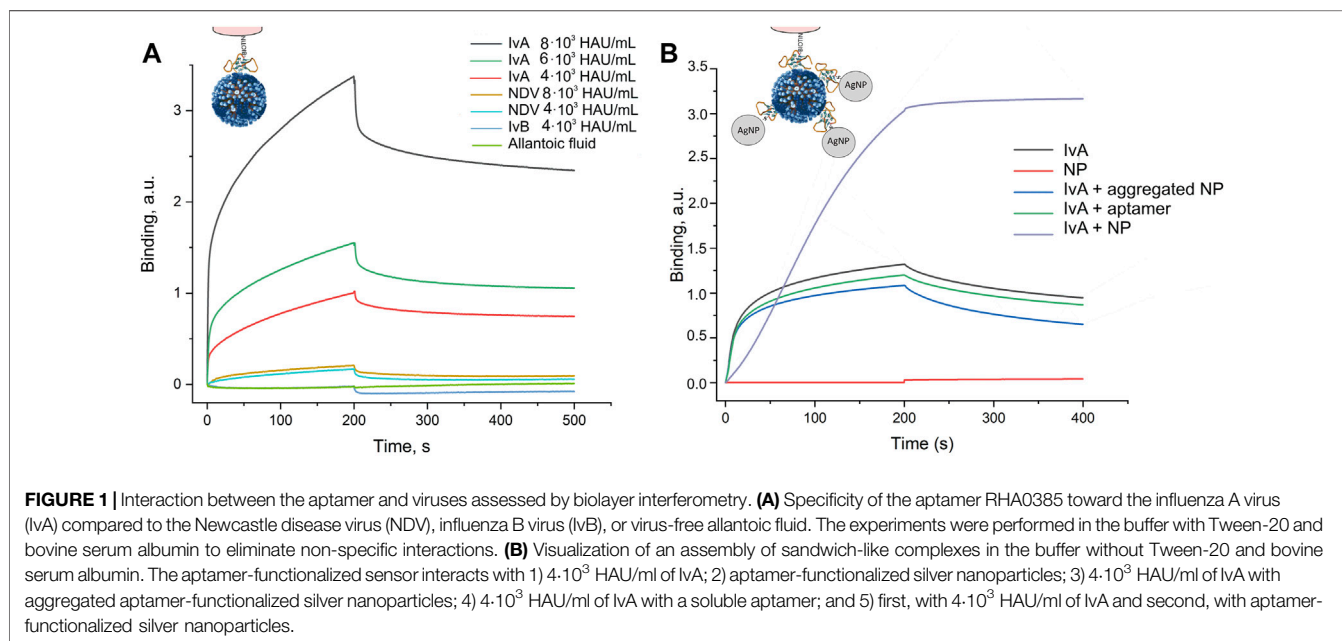 A
BIOTIN
IvA 8·10³ HAU/mL
IvA 6·10³ HAU/mL
IvA 4·10³ HAU/mL
NDV 8·10³ HAU/mL
NDV 4·10³ HAU/mL
IvB 4·10³ HAU/mL
Allantoic fluid
Binding, a.u.
3
2
1
0
0 100 200 300 400 500
Time, s
B
BIOTIN
AgNP
AgNP
AgNP
IvA
NP
IvA + aggregated NP
IvA + aptamer
IvA + NP
Binding, a.u.
3.5
3.0
2.5
2.0
1.5
1.0
0.5
0.0
0 100 200 300 400
Time (s)
FIGURE 1 | Interaction between the aptamer and viruses assessed by biolayer interferometry. (A) Specificity of the aptamer RHA0385 toward the influenza A virus
(IvA) compared to the Newcastle disease virus (NDV), influenza B virus (IvB), or virus-free allantoic fluid. The experiments were performed in the buffer with Tween-20 and
bovine serum albumin to eliminate non-specific interactions. (B) Visualization of an assembly of sandwich-like complexes in the buffer without Tween-20 and bovine
serum albumin. The aptamer-functionalized sensor interacts with 1) 4·10³ HAU/ml of IvA; 2) aptamer-functionalized silver nanoparticles; 3) 4·10³ HAU/ml of IvA with
aggregated aptamer-functionalized silver nanoparticles; 4) 4·10³ HAU/ml of IvA with a soluble aptamer; and 5) first, with 4·10³ HAU/ml of IvA and second, with aptamer-
functionalized silver nanoparticles.